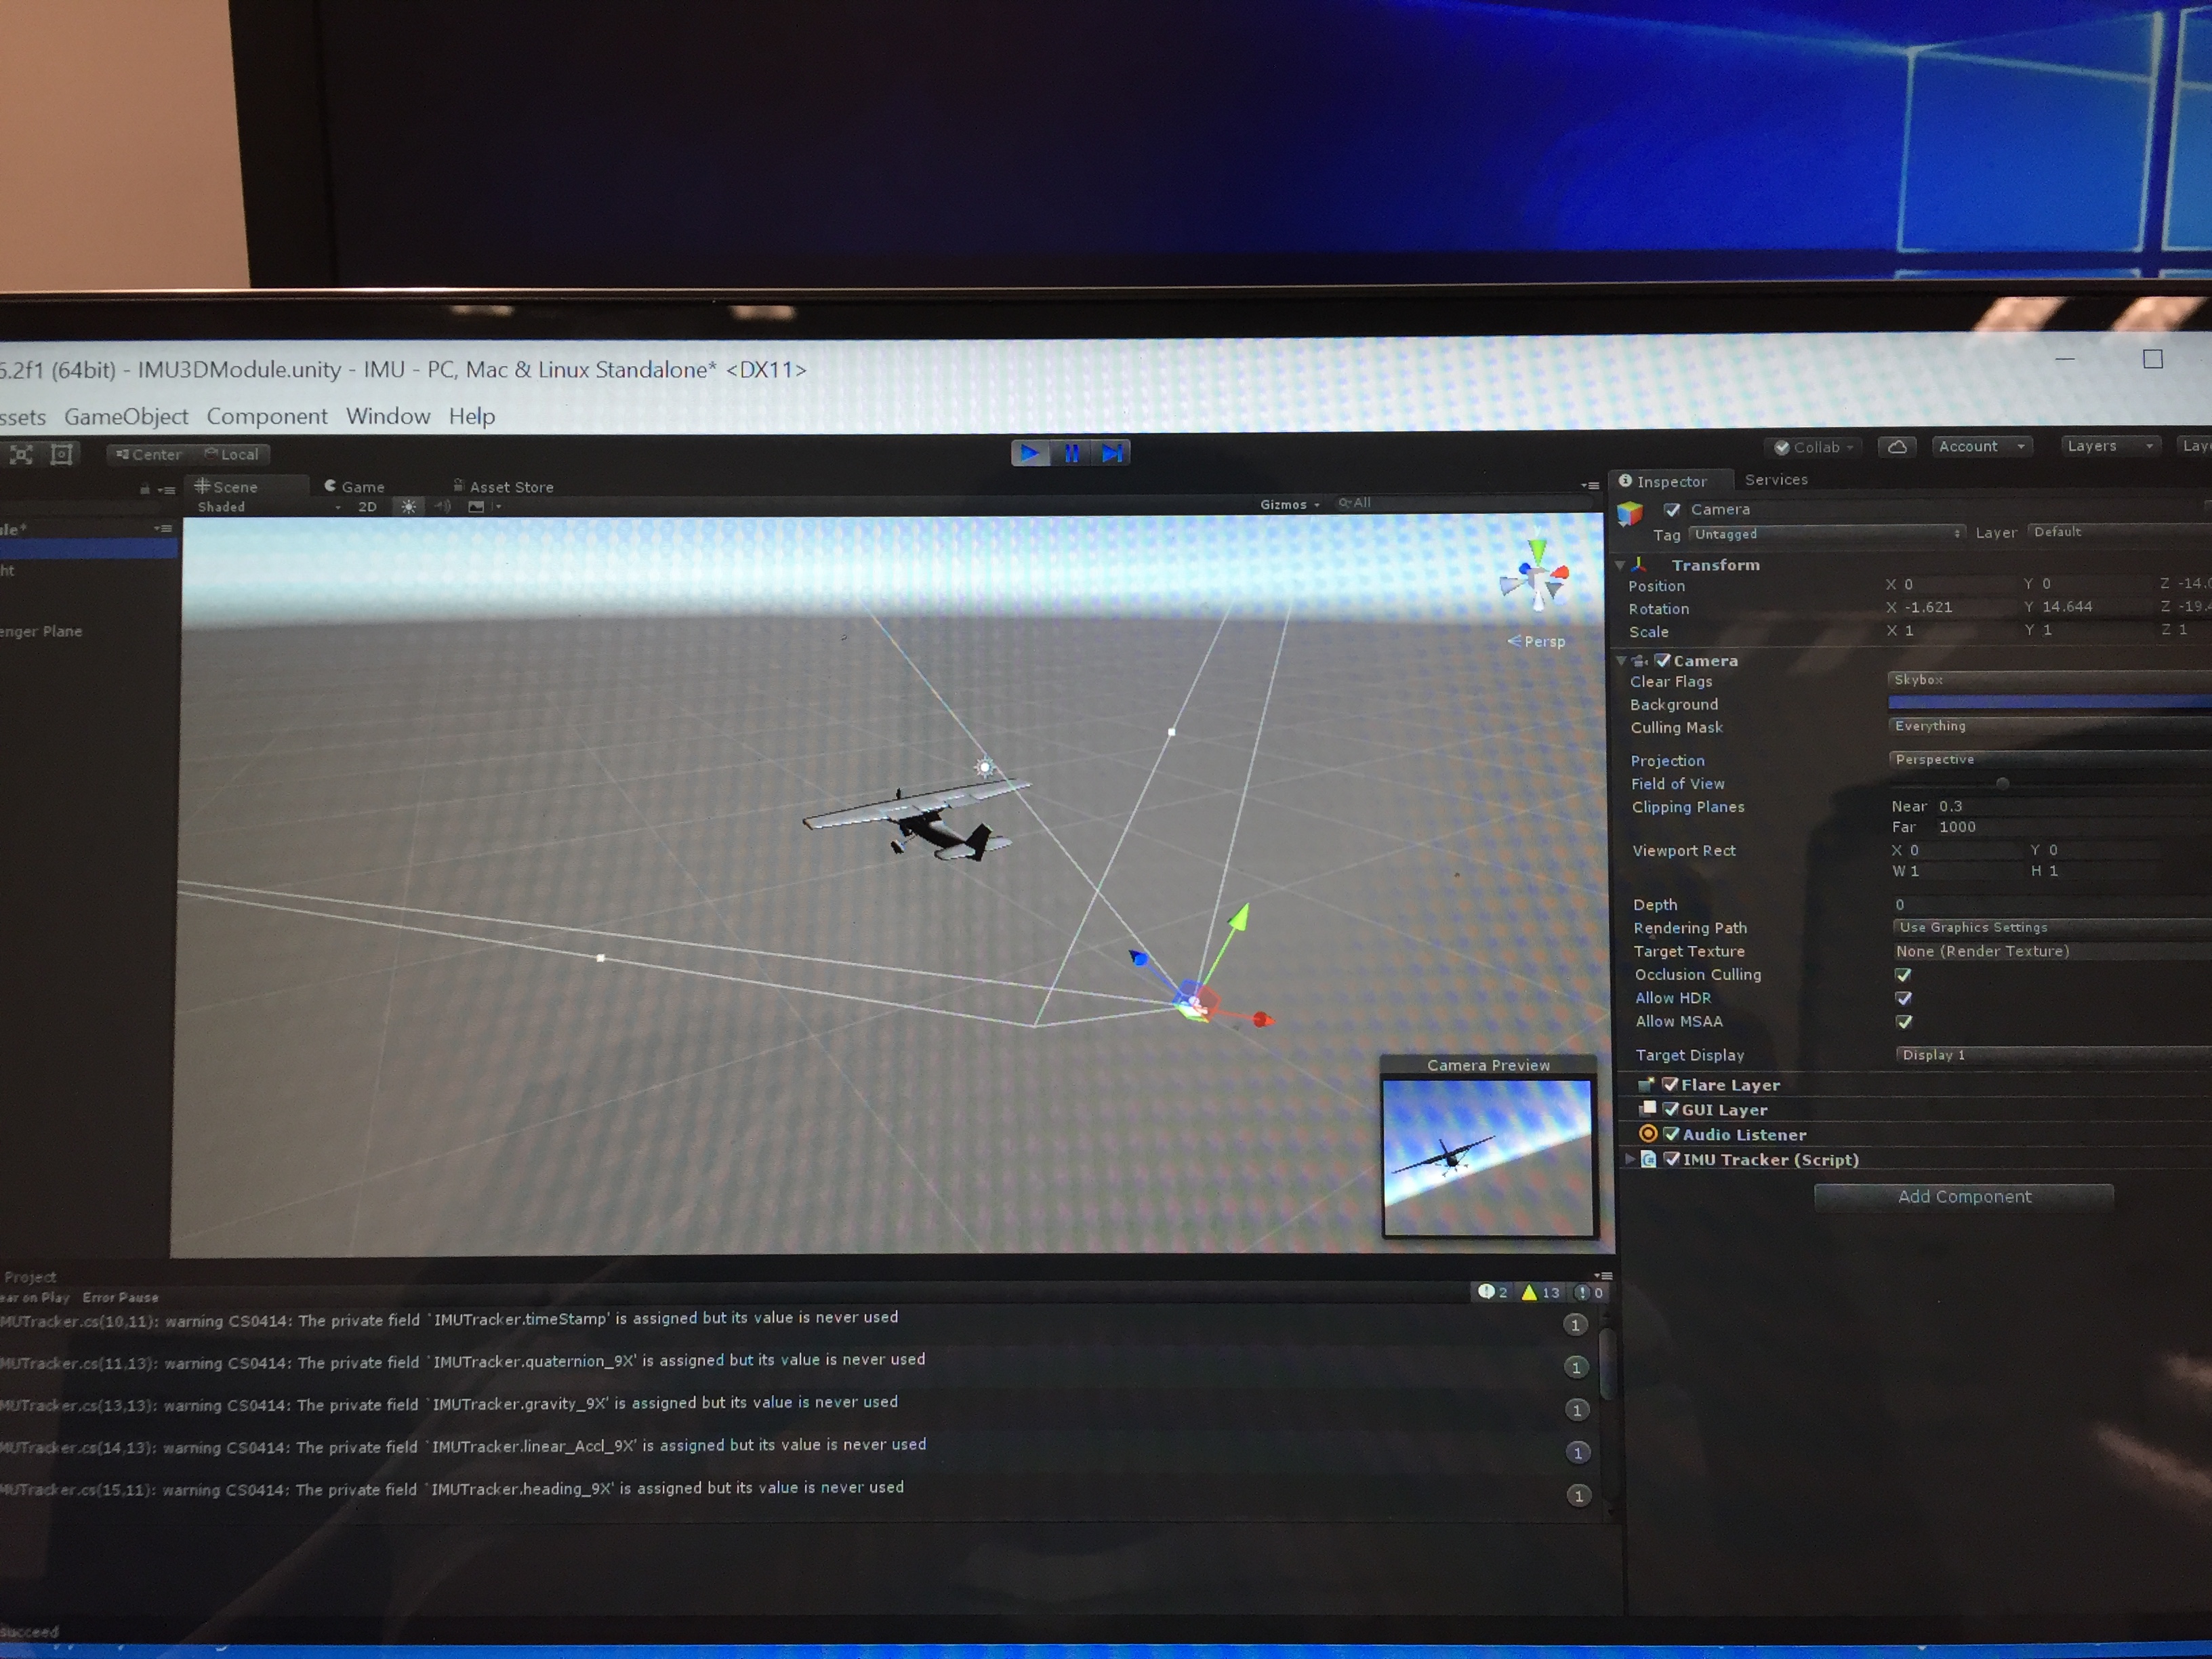 5.2f1 (64bit) - IMU3DModule.unity - IMU - PC, Mac & Linux Standalone* <DX11>
ssets GameObject Component Window Help
Center Local
Collab Account Layers Lay
Scene Game Asset Store
Inspector Services
Shaded 2D Gizmos All
Camera
Tag Untagged Layer Default
ule*
ht
enger Plane
Persp
Transform
Position X 0 Y 0 Z -14.0
Rotation X -1.621 Y 14.644 Z -19.4
Scale X 1 Y 1 Z 1
Camera
Clear Flags Skybox
Background
Culling Mask Everything
Projection Perspective
Field of View
Clipping Planes Near 0.3
Far 1000
Viewport Rect X 0 Y 0
W 1 H 1
Depth 0
Rendering Path Use Graphics Settings
Target Texture None (Render Texture)
Occlusion Culling
Allow HDR
Allow MSAA
Target Display Display 1
Flare Layer
GUI Layer
Audio Listener
IMU Tracker (Script)
Add Component
Camera Preview
Project
ear on Play Error Pause 2 13 0
MUTracker.cs(10,11): warning CS0414: The private field `IMUTracker.timeStamp' is assigned but its value is never used 1
MUTracker.cs(11,13): warning CS0414: The private field `IMUTracker.quaternion_9X' is assigned but its value is never used 1
MUTracker.cs(13,13): warning CS0414: The private field `IMUTracker.gravity_9X' is assigned but its value is never used 1
MUTracker.cs(14,13): warning CS0414: The private field `IMUTracker.linear_Accl_9X' is assigned but its value is never used 1
MUTracker.cs(15,11): warning CS0414: The private field `IMUTracker.heading_9X' is assigned but its value is never used 1
succeed